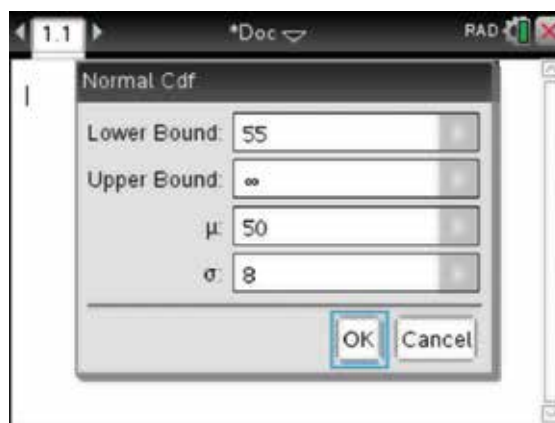 1.1 *Doc RAD
Normal Cdf
Lower Bound: 55
Upper Bound: ∞
μ: 50
σ: 8
OK Cancel